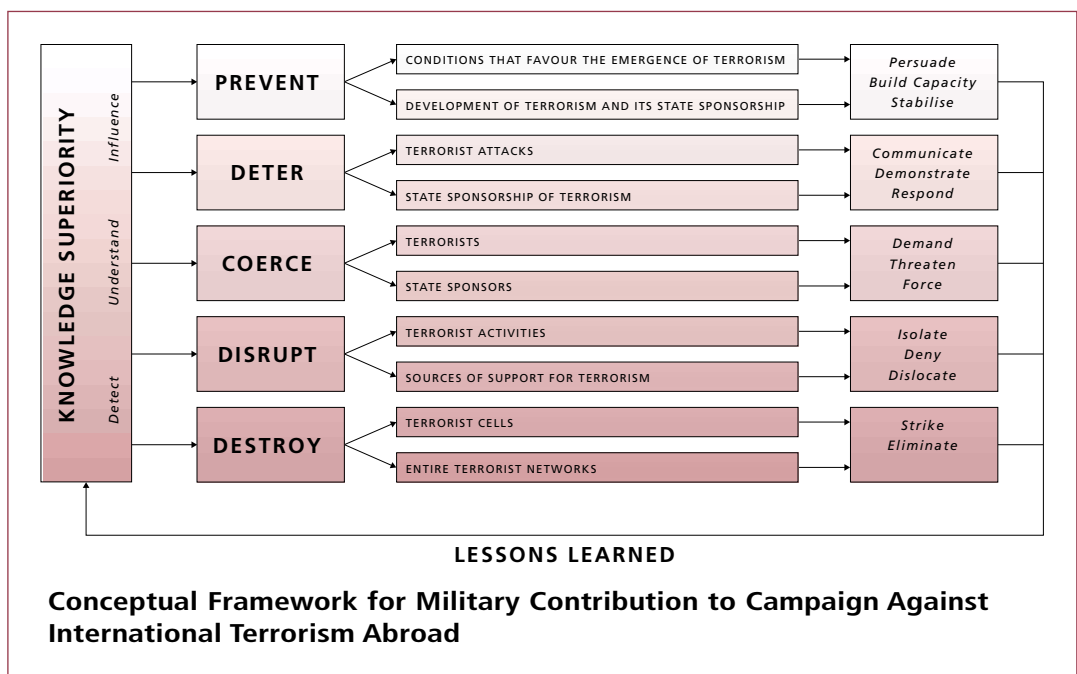 KNOWLEDGE SUPERIORITY
Influence
Understand
Detect
PREVENT
CONDITIONS THAT FAVOUR THE EMERGENCE OF TERRORISM
DEVELOPMENT OF TERRORISM AND ITS STATE SPONSORSHIP
Persuade
Build Capacity
Stabilise
DETER
TERRORIST ATTACKS
STATE SPONSORSHIP OF TERRORISM
Communicate
Demonstrate
Respond
COERCE
TERRORISTS
STATE SPONSORS
Demand
Threaten
Force
DISRUPT
TERRORIST ACTIVITIES
SOURCES OF SUPPORT FOR TERRORISM
Isolate
Deny
Dislocate
DESTROY
TERRORIST CELLS
ENTIRE TERRORIST NETWORKS
Strike
Eliminate
LESSONS LEARNED
Conceptual Framework for Military Contribution to Campaign Against
International Terrorism Abroad